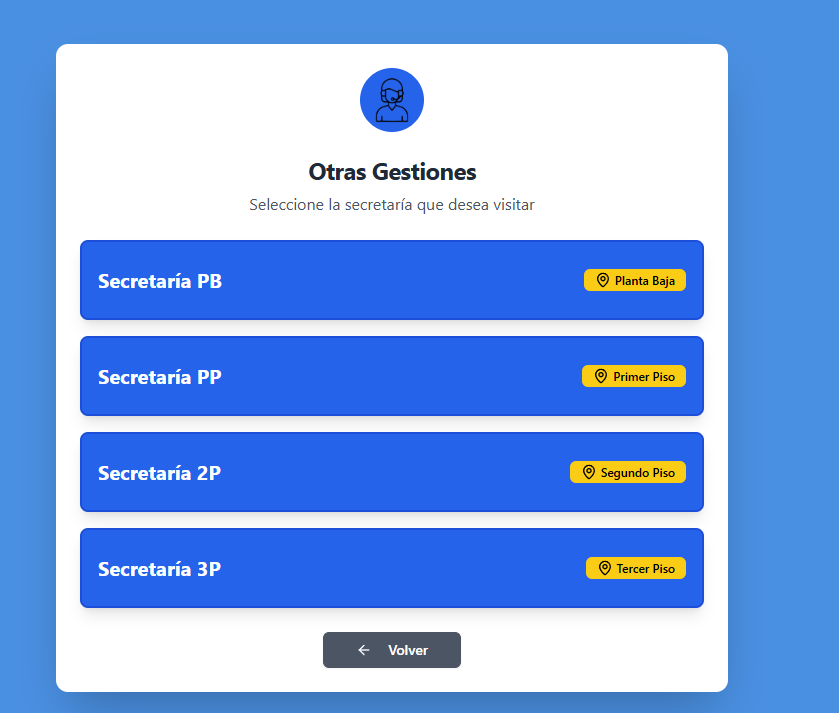 Otras Gestiones
Seleccione la secretaría que desea visitar
Secretaría PB
Planta Baja
Secretaría PP
Primer Piso
Secretaría 2P
Segundo Piso
Secretaría 3P
Tercer Piso
Volver